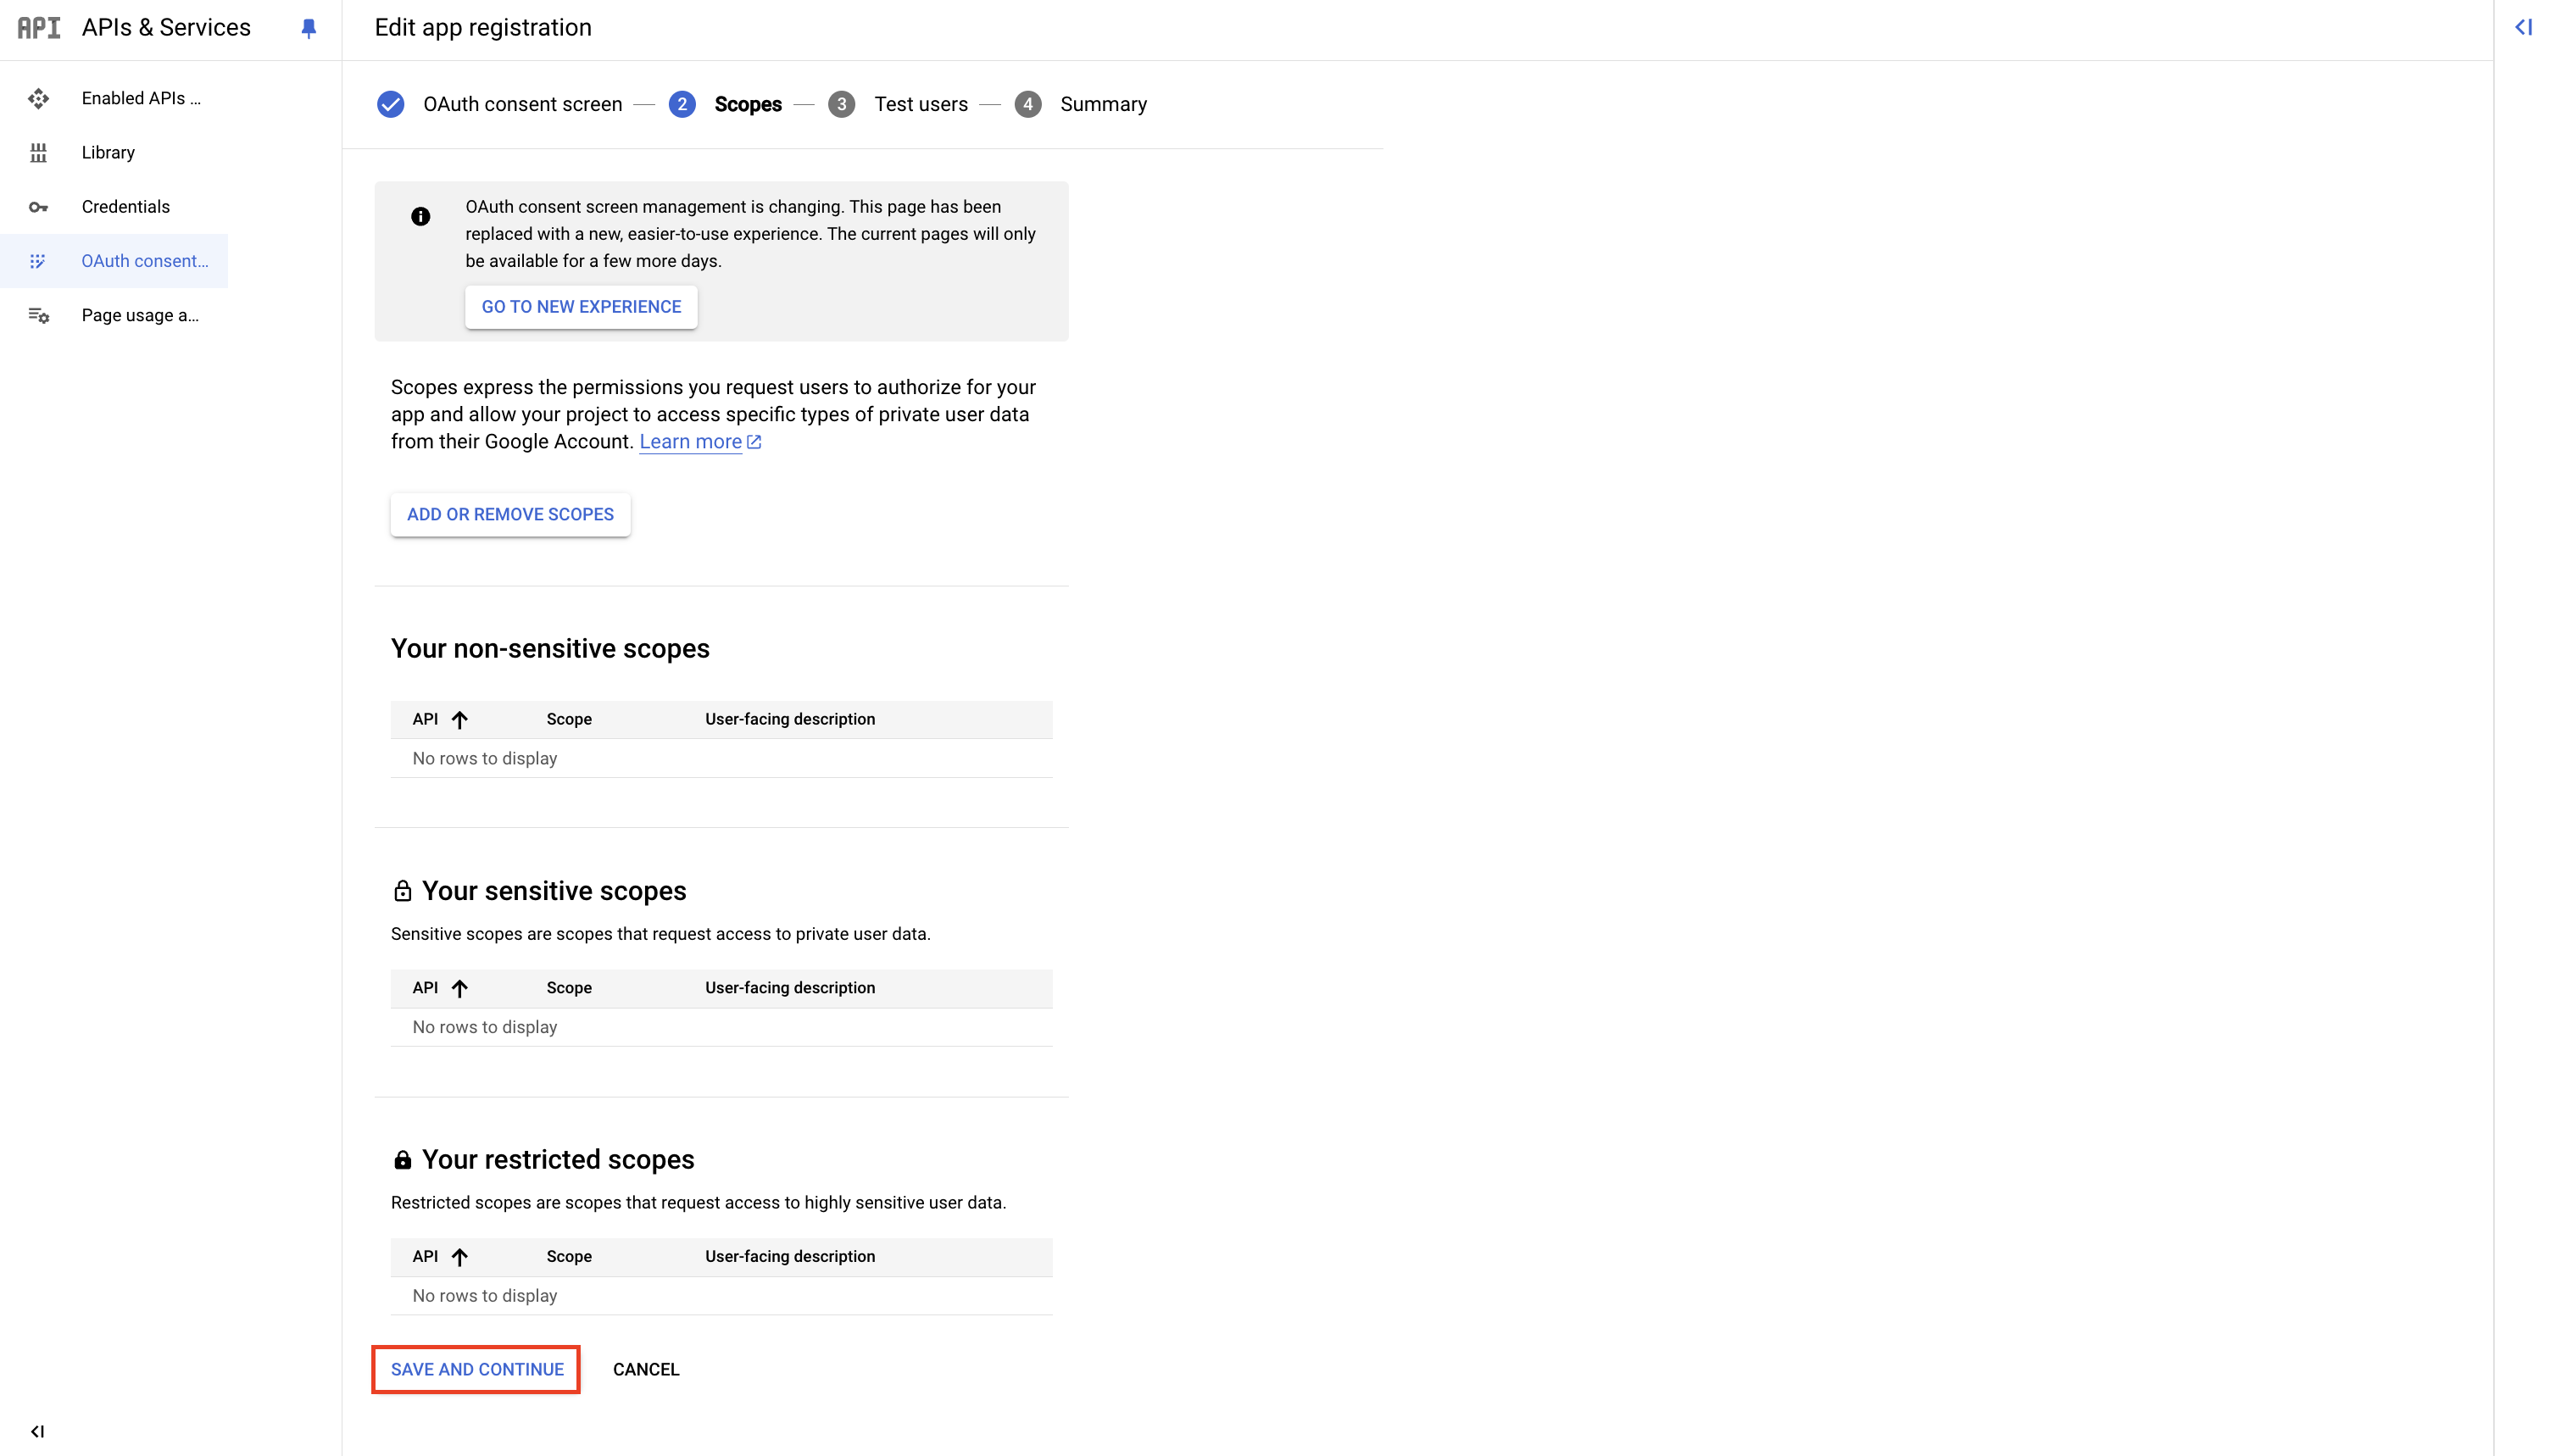 API APIs & Services
Edit app registration
Enabled APIs ...
Library
Credentials
OAuth consent...
Page usage a...
OAuth consent screen — 2 Scopes — 3 Test users — 4 Summary
OAuth consent screen management is changing. This page has been
replaced with a new, easier-to-use experience. The current pages will only
be available for a few more days.
GO TO NEW EXPERIENCE
Scopes express the permissions you request users to authorize for your
app and allow your project to access specific types of private user data
from their Google Account. Learn more
ADD OR REMOVE SCOPES
Your non-sensitive scopes
API Scope User-facing description
No rows to display
Your sensitive scopes
Sensitive scopes are scopes that request access to private user data.
API Scope User-facing description
No rows to display
Your restricted scopes
Restricted scopes are scopes that request access to highly sensitive user data.
API Scope User-facing description
No rows to display
SAVE AND CONTINUE CANCEL